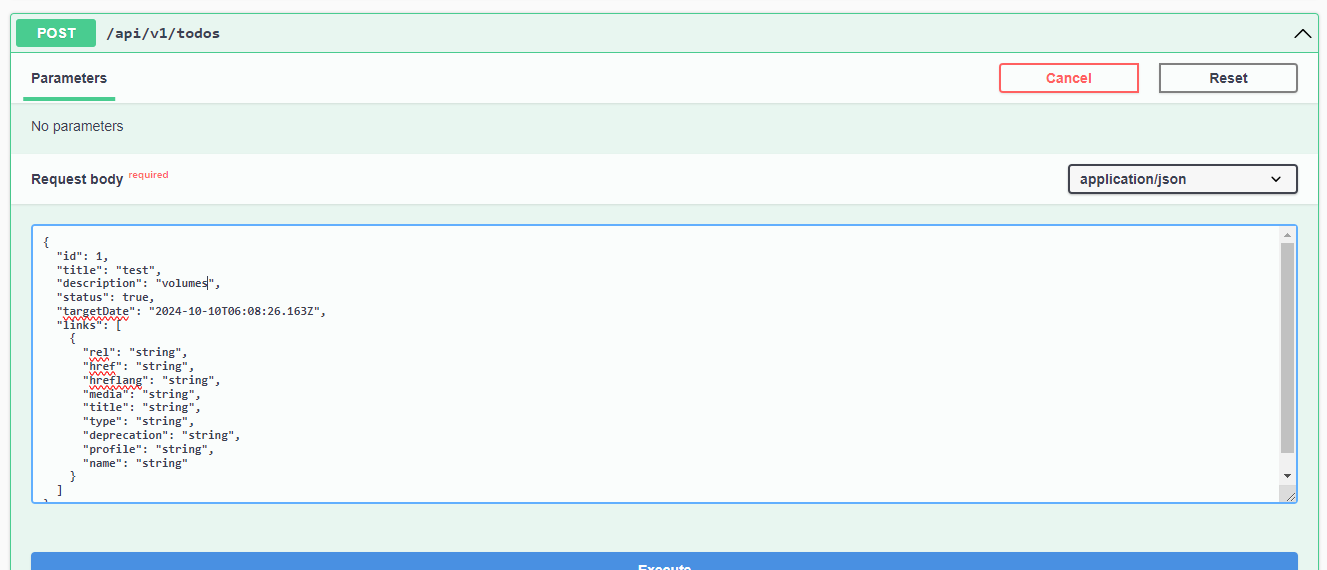 POST /api/v1/todos
Parameters
Cancel
Reset
No parameters
Request body required
application/json
{
  "id": 1,
  "title": "test",
  "description": "volumes",
  "status": true,
  "targetDate": "2024-10-10T06:08:26.163Z",
  "links": [
    {
      "rel": "string",
      "href": "string",
      "hreflang": "string",
      "media": "string",
      "title": "string",
      "type": "string",
      "deprecation": "string",
      "profile": "string",
      "name": "string"
    }
  ]
}
Execute